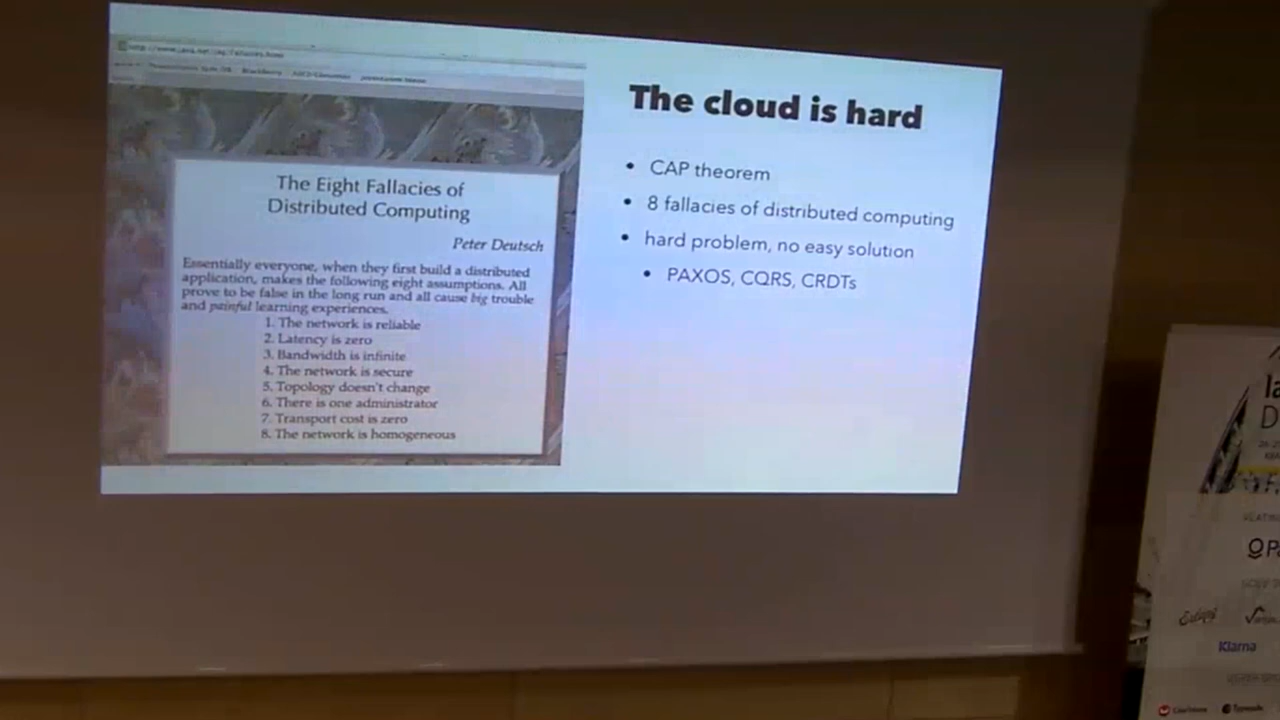 The Eight Fallacies of
Distributed Computing
Peter Deutsch
Essentially everyone, when they first build a distributed
application, makes the following eight assumptions. All
prove to be false in the long run and all cause big trouble
and painful learning experiences.
1. The network is reliable
2. Latency is zero
3. Bandwidth is infinite
4. The network is secure
5. Topology doesn't change
6. There is one administrator
7. Transport cost is zero
8. The network is homogeneous
The cloud is hard
• CAP theorem
• 8 fallacies of distributed computing
• hard problem, no easy solution
• PAXOS, CQRS, CRDTs
Klarna